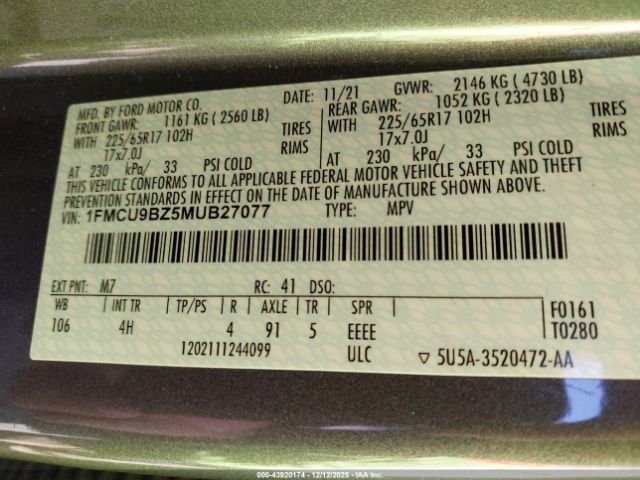 MFD. BY FORD MOTOR CO. DATE: 11/21 GVWR: 2146 KG ( 4730 LB)
FRONT GAWR: 1161 KG ( 2560 LB) REAR GAWR: 1052 KG ( 2320 LB)
WITH 225/65R17 102H TIRES WITH 225/65R17 102H TIRES
17x7.0J RIMS 17x7.0J RIMS
AT 230 kPa/ 33 PSI COLD AT 230 kPa/ 33 PSI COLD
THIS VEHICLE CONFORMS TO ALL APPLICABLE FEDERAL MOTOR VEHICLE SAFETY AND THEFT
PREVENTION STANDARDS IN EFFECT ON THE DATE OF MANUFACTURE SHOWN ABOVE.
VIN: 1FMCU9BZ5MUB27077 TYPE: MPV
EXT PNT: M7 RC: 41 DSO:
WB INT TR TP/PS R AXLE TR SPR F0161
106 4H 4 91 5 EEEE T0280
1202111244099 ULC ▽ 5U5A-3520472-AA
000-43920174 - 12/12/2025 - IAA Inc.